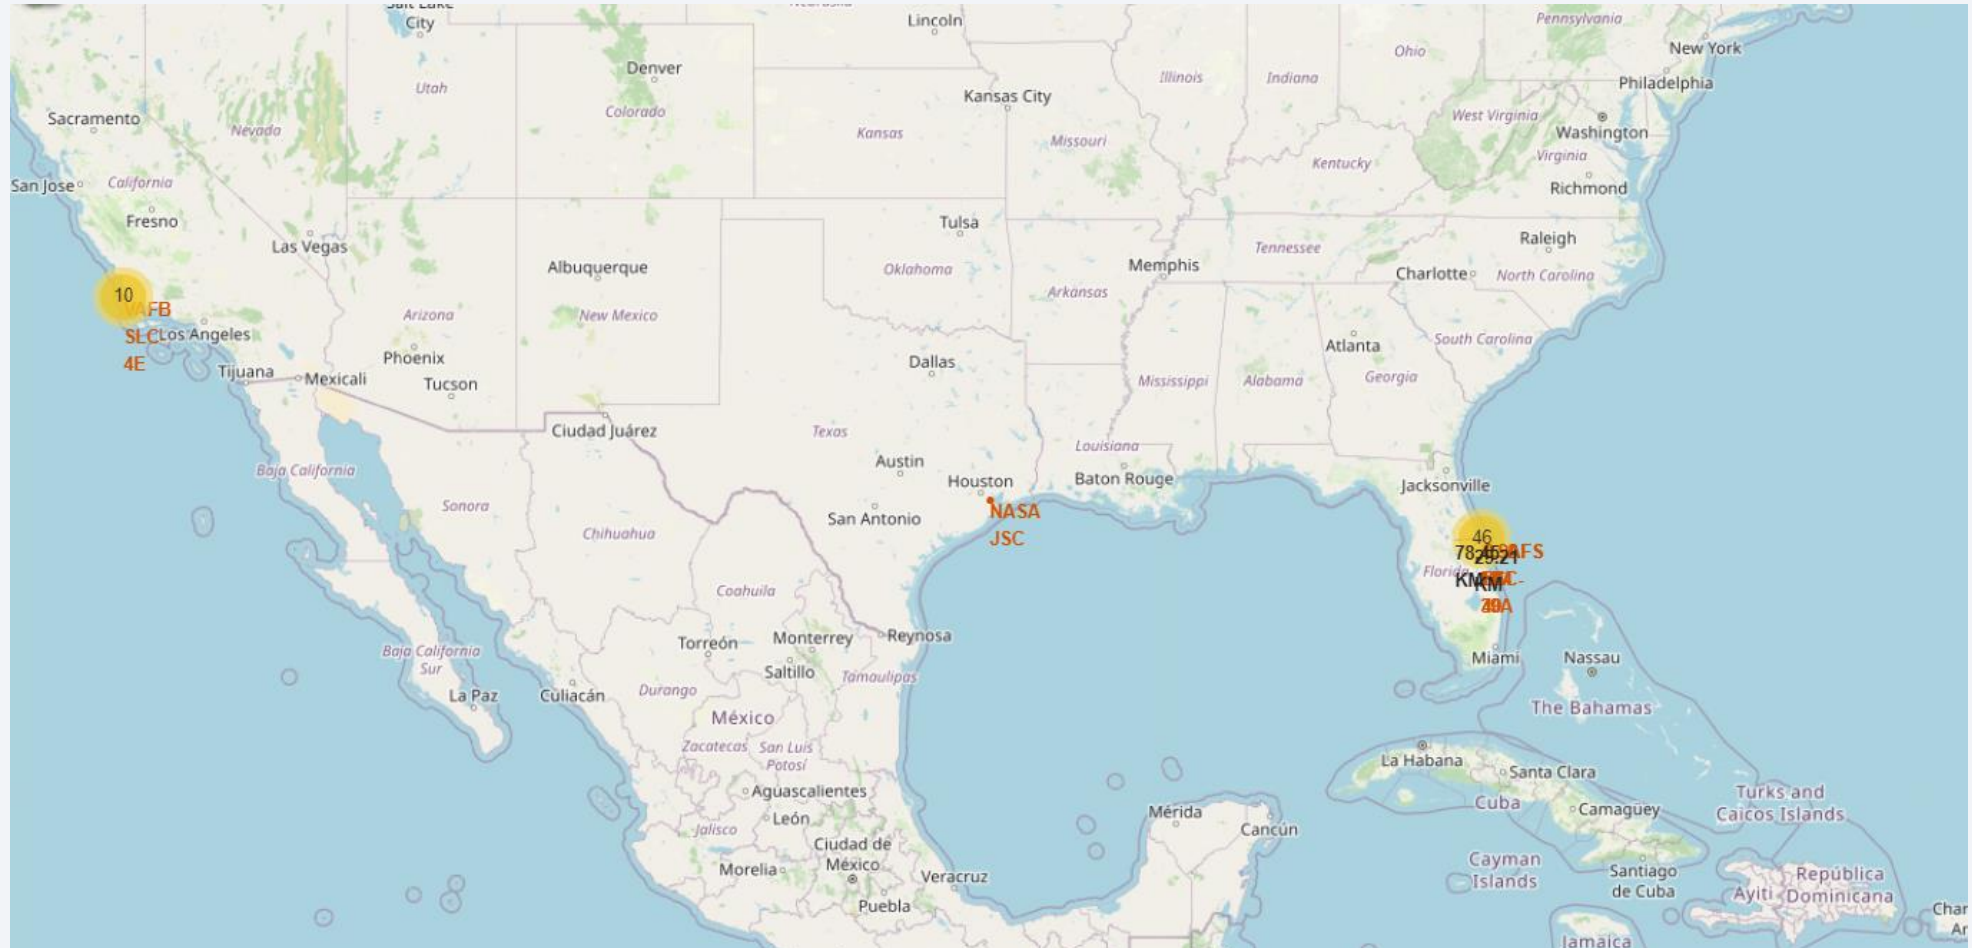 Salt Lake
City
Lincoln
Nebraska
Pennsylvania
New York
Ohio
Denver
Illinois
Indiana
Philadelphia
Utah
Kansas City
Colorado
West Virginia
Sacramento
Nevada
Kansas
Missouri
Washington
Kentucky
Virginia
San Jose
California
Richmond
Fresno
Tulsa
Las Vegas
Tennessee
Raleigh
Albuquerque
Oklahoma
Memphis
Charlotte
North Carolina
10
VAFB
SLC-
4E
Arkansas
Arizona
New Mexico
Los Angeles
Atlanta
South Carolina
Phoenix
Dallas
Tijuana
Mexicali
Tucson
Mississippi
Alabama
Georgia
Ciudad Juárez
Texas
Louisiana
Austin
Baja California
Houston
Baton Rouge
Jacksonville
Sonora
NASA
JSC
San Antonio
Chihuahua
46
Florida
KM
Coahuila
Torreón
Monterrey
Reynosa
Saltillo
Baja California
Sur
Tamaulipas
Miami
Nassau
La Paz
Culiacán
Durango
México
The Bahamas
Zacatecas
San Luis
Potosí
La Habana
Santa Clara
Aguascalientes
Cuba
Camagüey
Turks and
Caicos Islands
León
Mérida
Cancún
Jalisco
Ciudad de
México
Morelia
Veracruz
Cayman
Islands
Santiago
de Cuba
República
Dominicana
Ayiti
Puebla
Jamaica